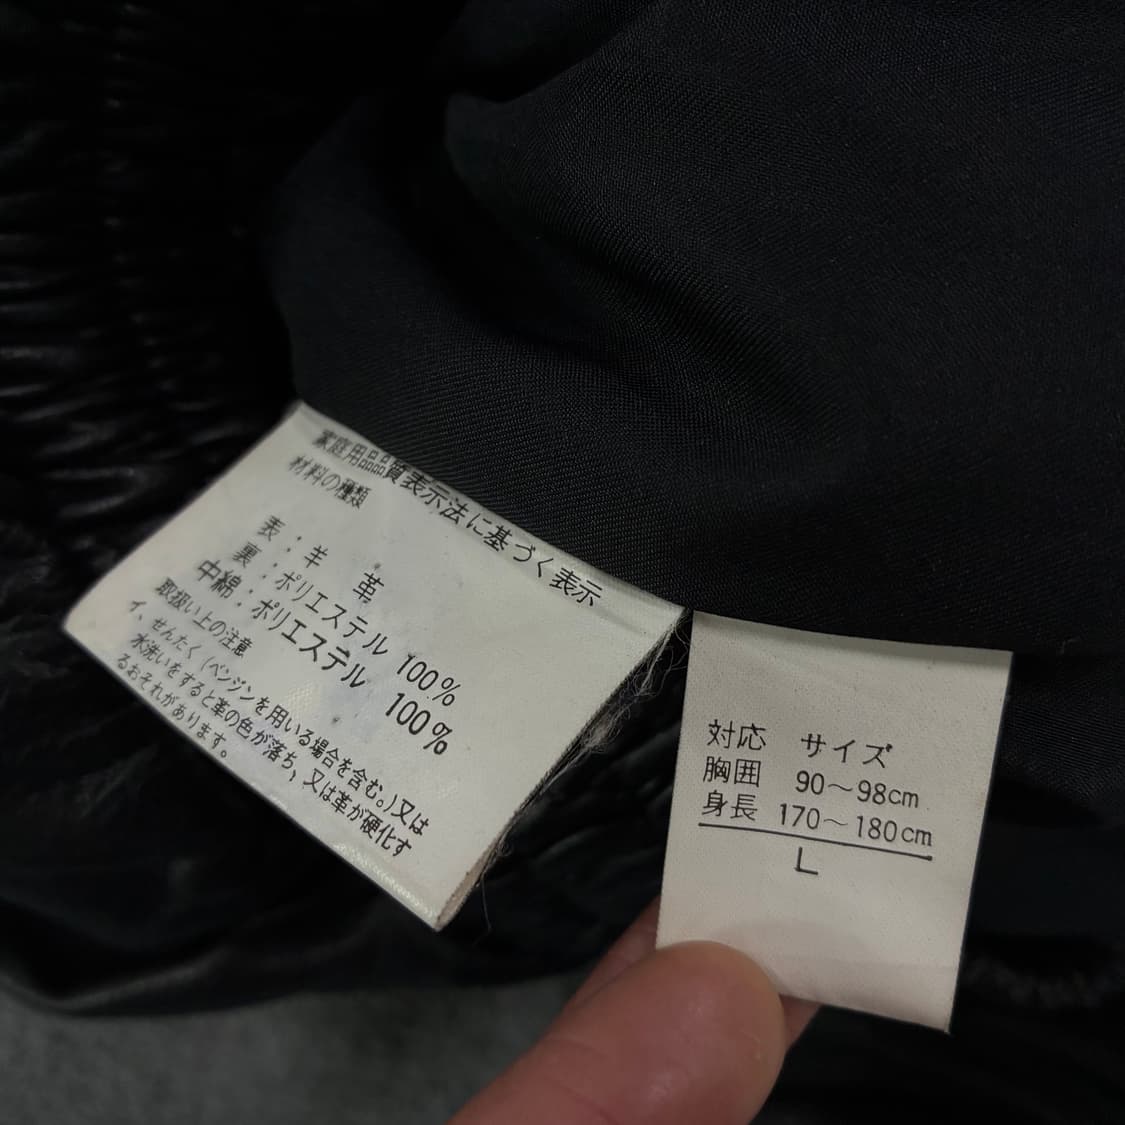 家庭用品品質表示法に基づく表示
材料の種類
表：羊 革
裏：ポリエステル 100%
中綿：ポリエステル 100%
取扱い上の注意
イ、せんたく（ベンジンを用いる場合を含む。）又は
水洗いをすると革の色が落ち、又は革が硬化す
るおそれがあります。
対応 サイズ
胸囲 90～98cm
身長 170～180cm
L